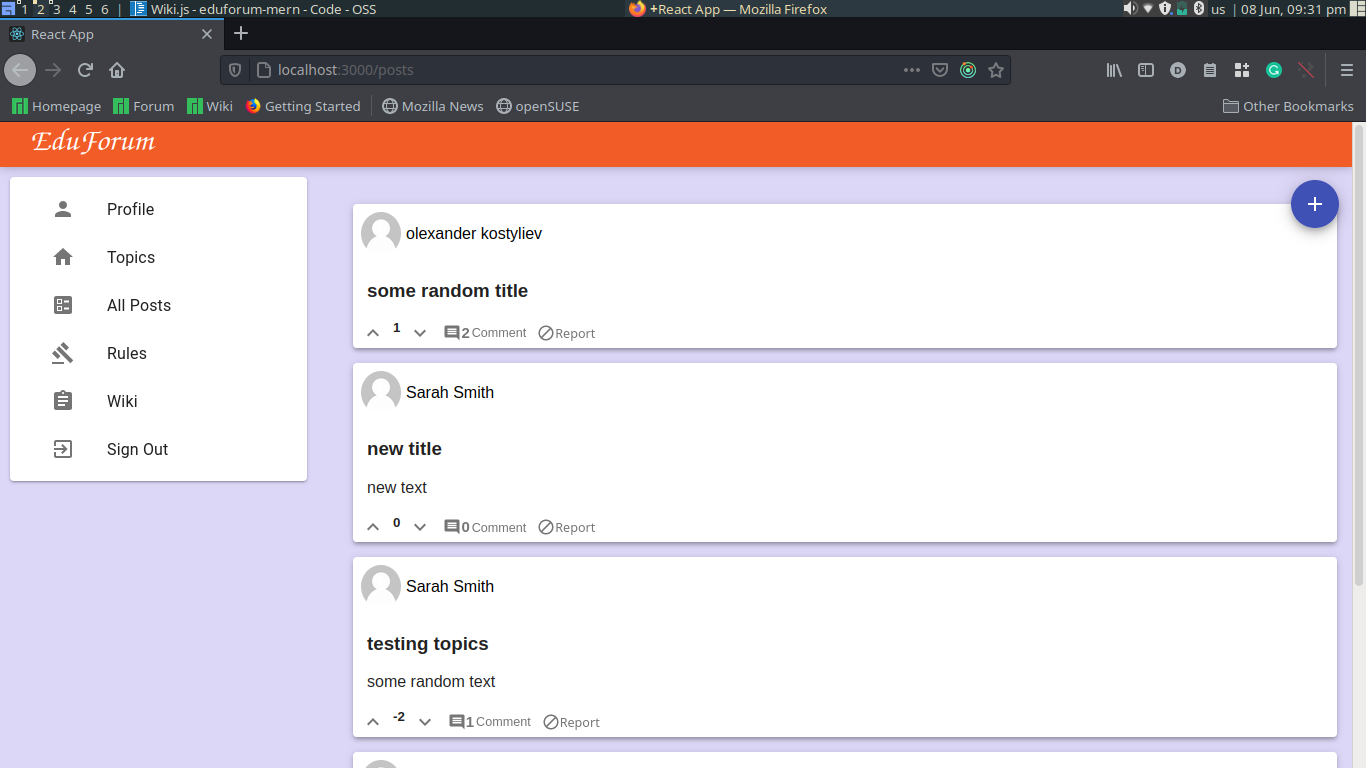 1 2 3 4 5 6 | Wiki.js - eduforum-mern - Code - OSS +React App — Mozilla Firefox us | 08 Jun, 09:31 pm
React App
localhost:3000/posts
Homepage Forum Wiki Getting Started Mozilla News openSUSE Other Bookmarks
EduForum
Profile
Topics
All Posts
Rules
Wiki
Sign Out
olexander kostyliev
some random title
1 2 Comment Report
Sarah Smith
new title
new text
0 0 Comment Report
Sarah Smith
testing topics
some random text
-2 1 Comment Report